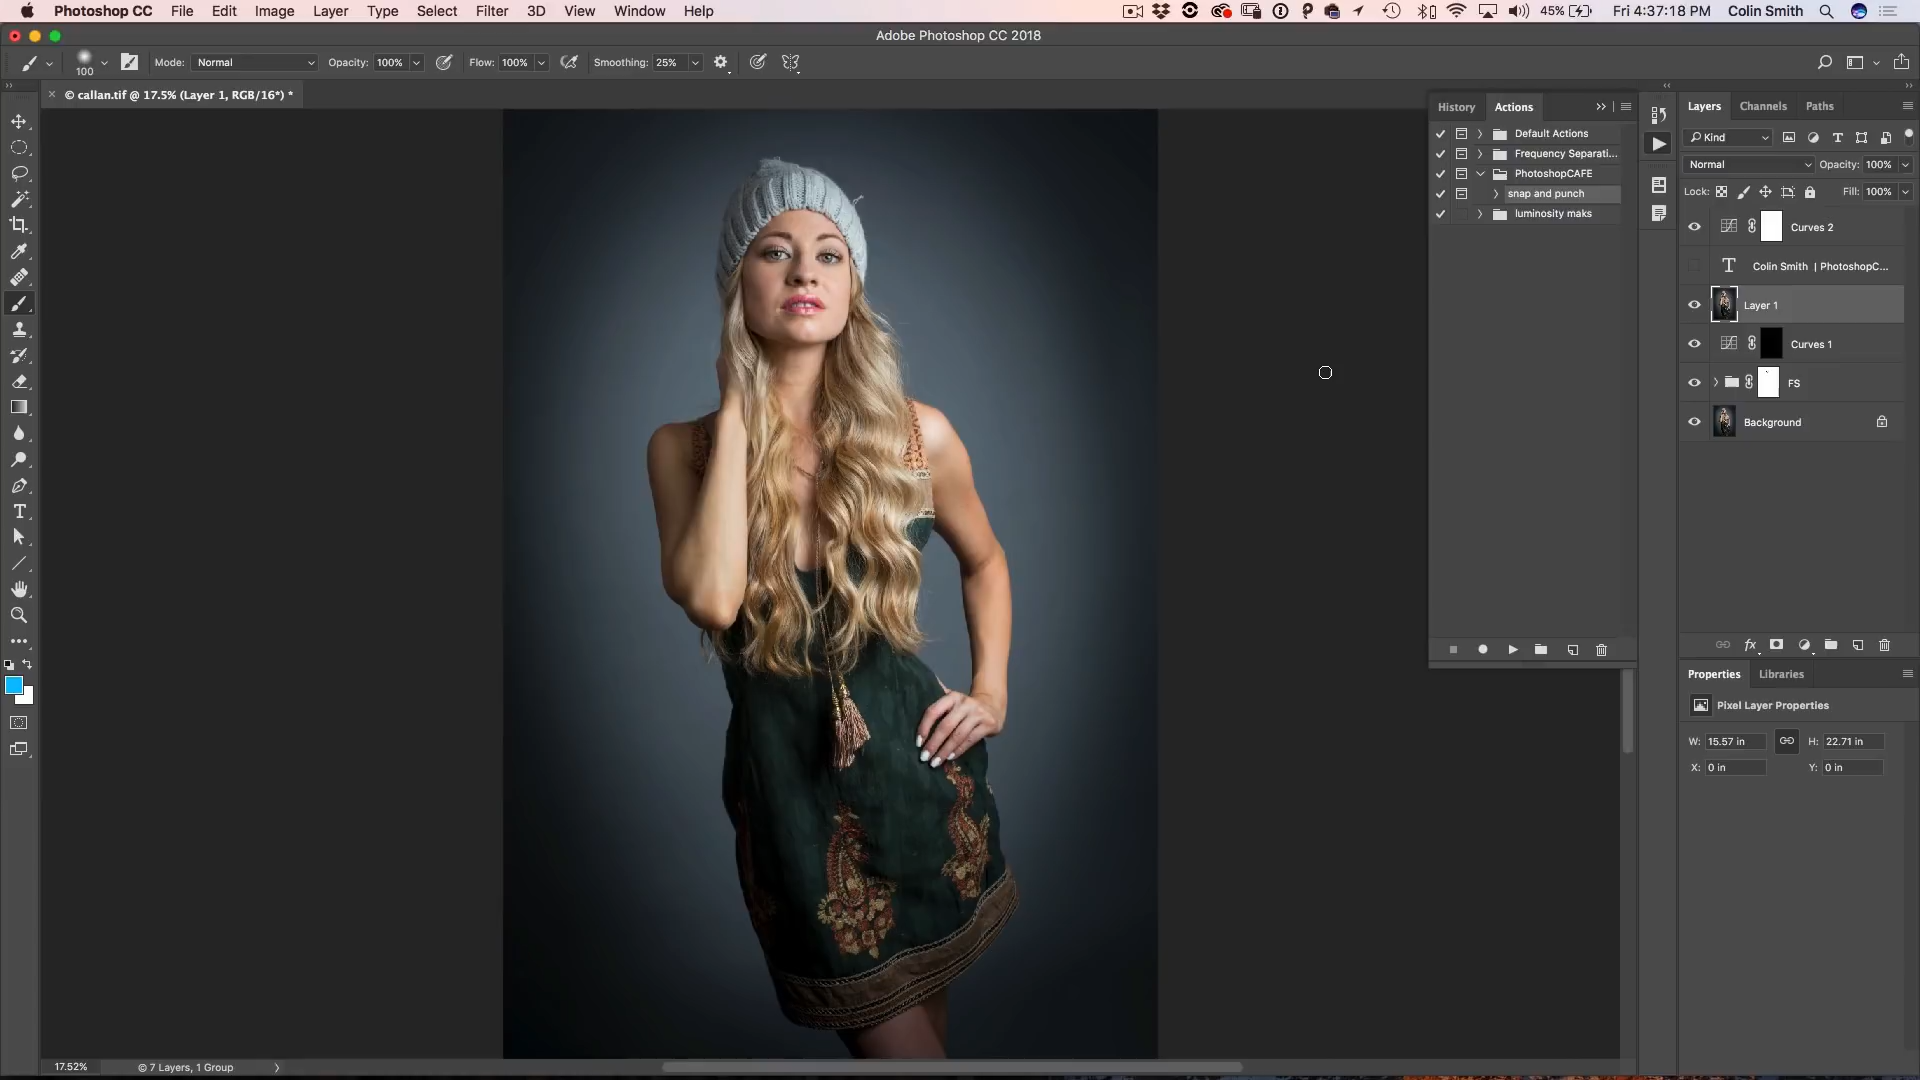 Photoshop CC File Edit Image Layer Type Select Filter 3D View Window Help 45% Fri 4:37:18 PM Colin Smith
Adobe Photoshop CC 2018
100 Mode: Normal Opacity: 100% Flow: 100% Smoothing: 25%
© callan.tif @ 17.5% (Layer 1, RGB/16*) *
History Actions
Default Actions
Frequency Separati...
PhotoshopCAFE
snap and punch
luminosity maks
Layers Channels Paths
Kind
Normal Opacity: 100%
Lock: Fill: 100%
Curves 2
Colin Smith | PhotoshopC...
Layer 1
Curves 1
FS
Background
fx
Properties Libraries
Pixel Layer Properties
W: 15.57 in H: 22.71 in
X: 0 in Y: 0 in
17.52% © 7 Layers, 1 Group